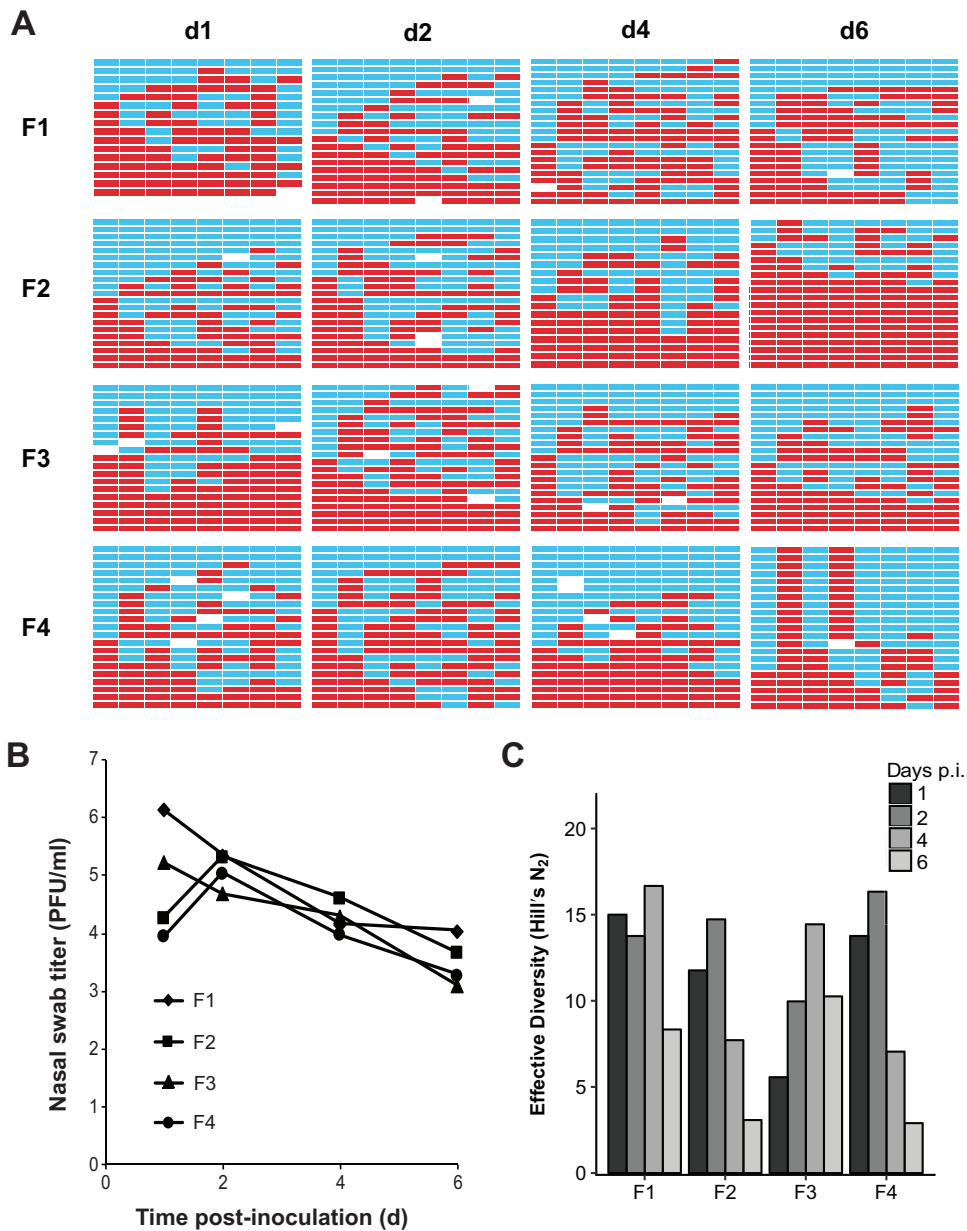 A
d1 d2 d4 d6
F1
F2
F3
F4
B
Nasal swab titer (PFU/ml)
7
6
5
4
3
2
1
0
F1
F2
F3
F4
0 2 4 6
Time post-inoculation (d)
C
Days p.i.
1
2
4
6
Effective Diversity (Hill's N₂)
20
15
10
5
0
F1 F2 F3 F4